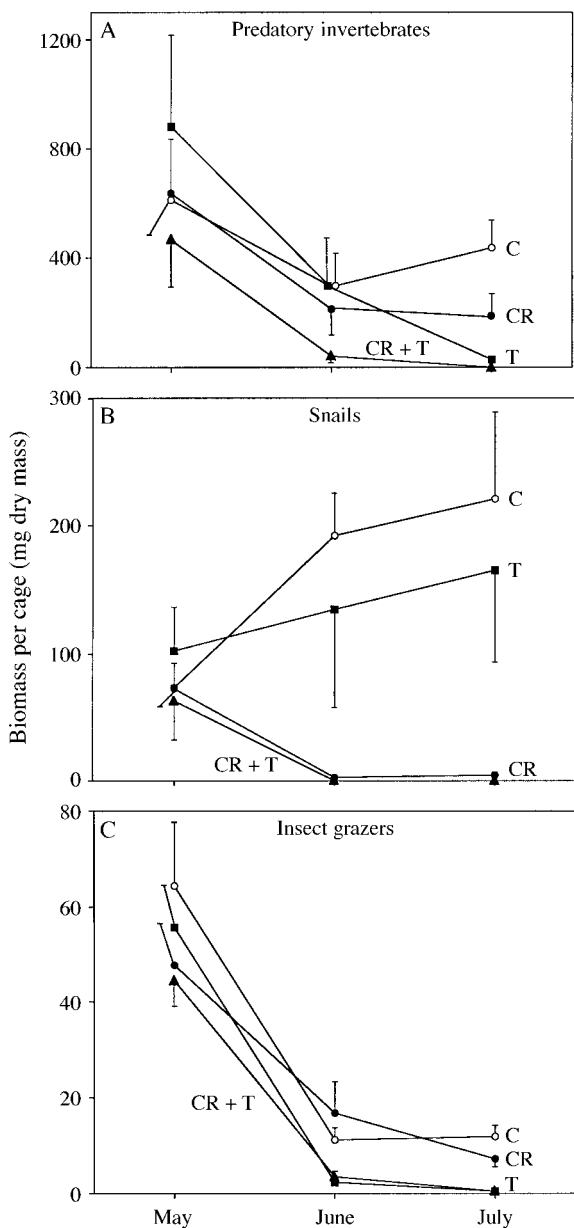 A
Predatory invertebrates
1200
800
400
0
C
CR
CR + T
T
B
Snails
300
200
100
0
C
T
CR + T
CR
C
Insect grazers
80
60
40
20
0
CR + T
C
CR
T
May
June
July
Biomass per cage (mg dry mass)